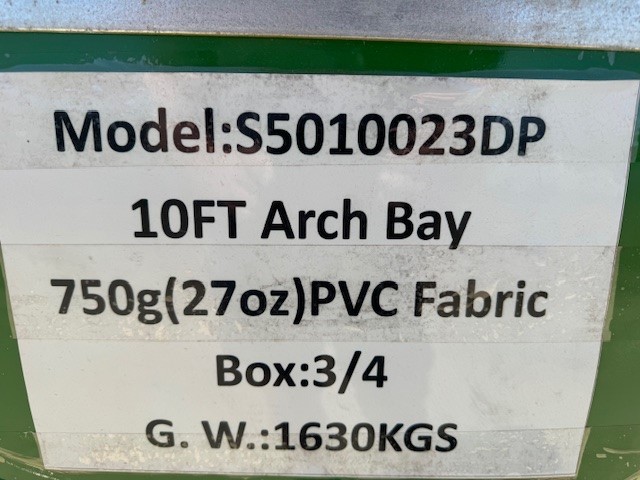 Model:S5010023DP
10FT Arch Bay
750g(27oz)PVC Fabric
Box:3/4
G. W.:1630KGS